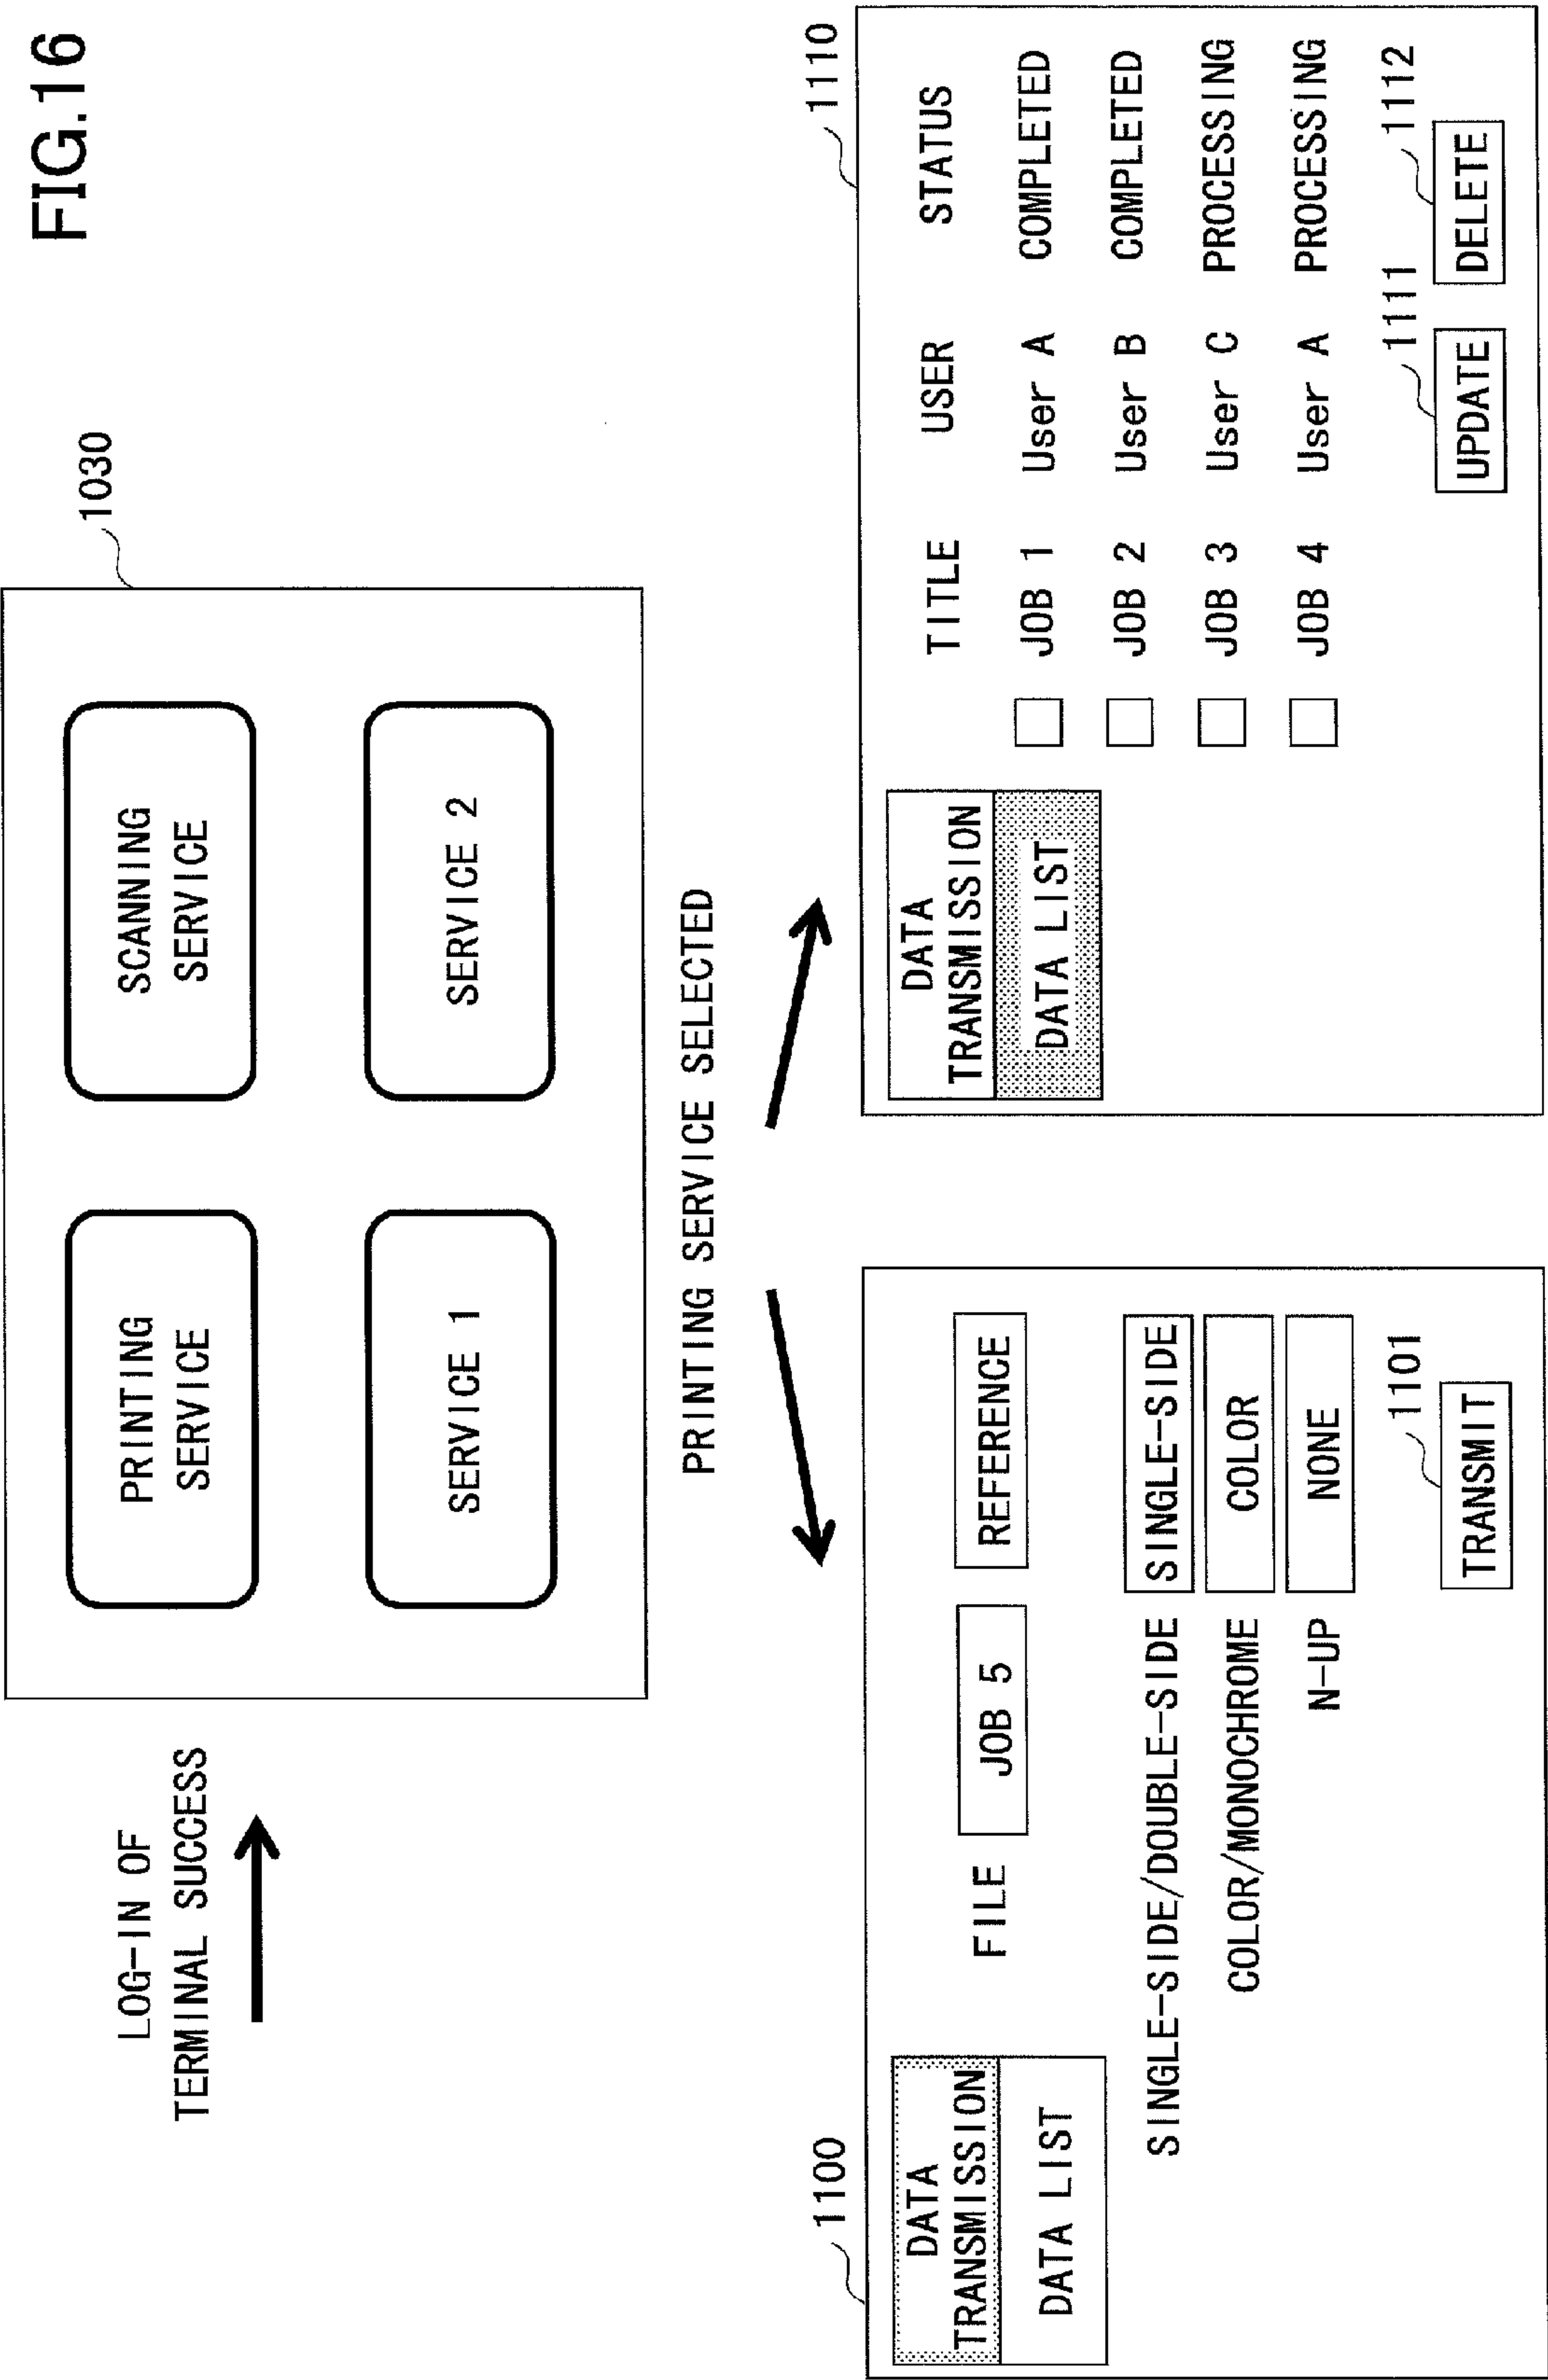 FIG.16
LOG-IN OF
TERMINAL SUCCESS
1030
PRINTING
SERVICE
SCANNING
SERVICE
SERVICE 1
SERVICE 2
PRINTING SERVICE SELECTED
1100
DATA
TRANSMISSION
DATA LIST
FILE JOB 5 REFERENCE
SINGLE-SIDE/DOUBLE-SIDE SINGLE-SIDE
COLOR/MONOCHROME COLOR
N-UP NONE
1101
TRANSMIT
1110
DATA
TRANSMISSION
DATA LIST
TITLE USER STATUS
JOB 1 User A COMPLETED
JOB 2 User B COMPLETED
JOB 3 User C PROCESSING
JOB 4 User A PROCESSING
1111 1112
UPDATE DELETE